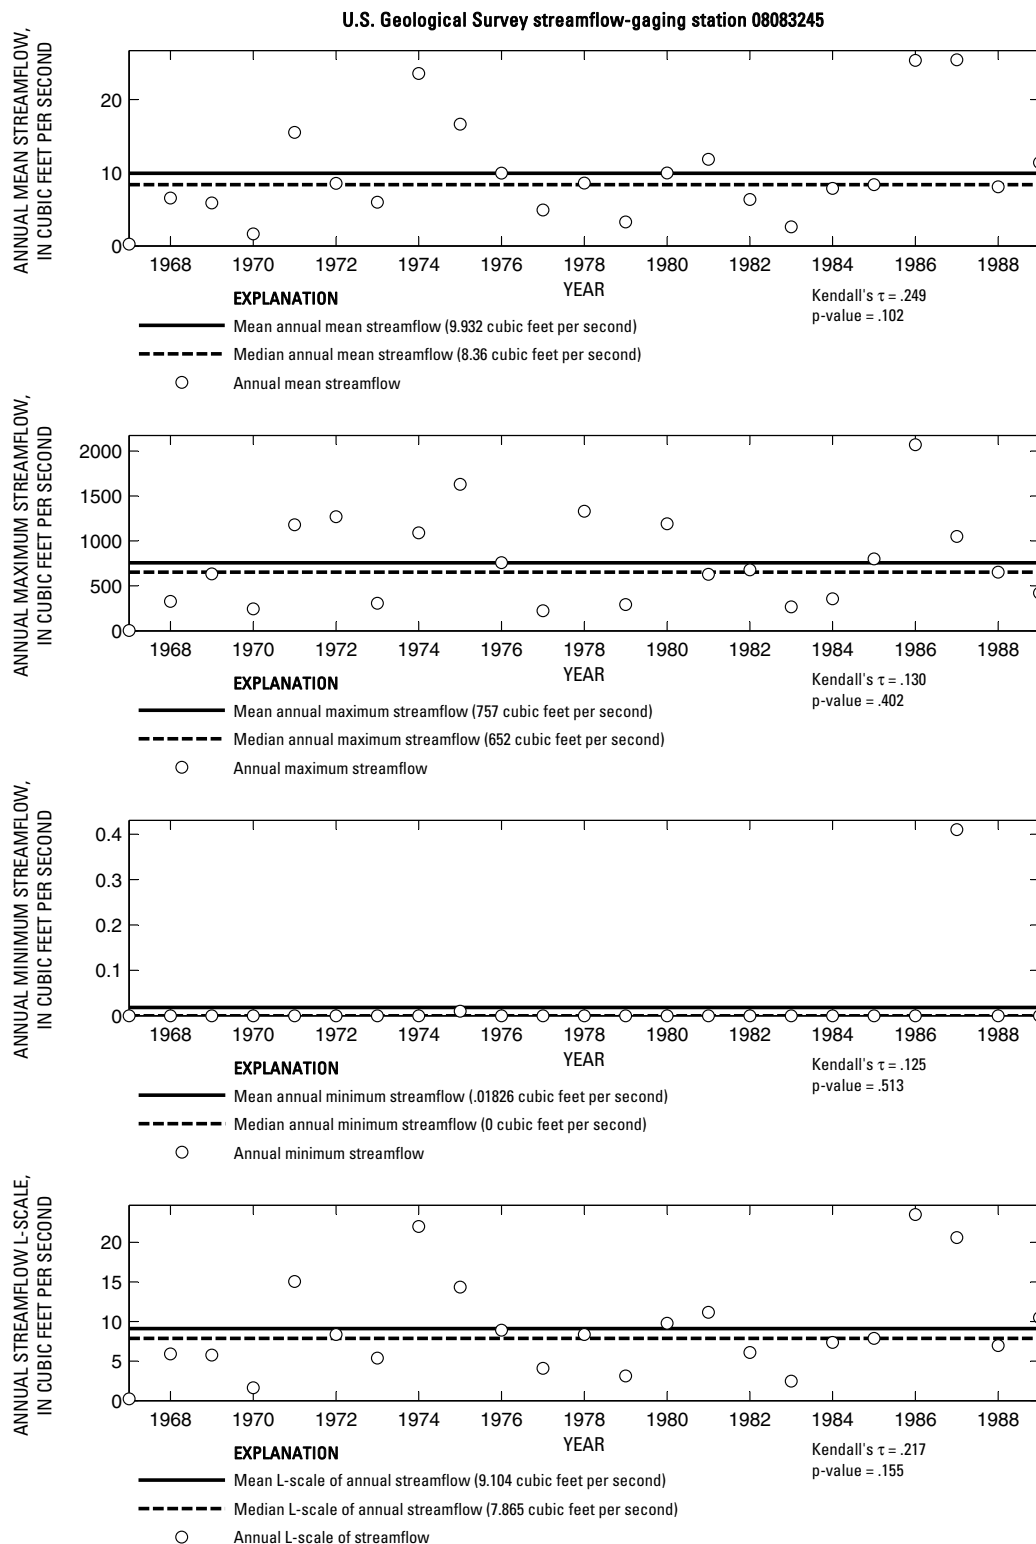 U.S. Geological Survey streamflow-gaging station 08083245
ANNUAL MEAN STREAMFLOW,
IN CUBIC FEET PER SECOND
20
10
0
1968 1970 1972 1974 1976 1978 1980 1982 1984 1986 1988
YEAR
Kendall's τ = .249
p-value = .102
EXPLANATION
Mean annual mean streamflow (9.932 cubic feet per second)
Median annual mean streamflow (8.36 cubic feet per second)
Annual mean streamflow
ANNUAL MAXIMUM STREAMFLOW,
IN CUBIC FEET PER SECOND
2000
1500
1000
500
0
1968 1970 1972 1974 1976 1978 1980 1982 1984 1986 1988
YEAR
Kendall's τ = .130
p-value = .402
EXPLANATION
Mean annual maximum streamflow (757 cubic feet per second)
Median annual maximum streamflow (652 cubic feet per second)
Annual maximum streamflow
ANNUAL MINIMUM STREAMFLOW,
IN CUBIC FEET PER SECOND
0.4
0.3
0.2
0.1
0
1968 1970 1972 1974 1976 1978 1980 1982 1984 1986 1988
YEAR
Kendall's τ = .125
p-value = .513
EXPLANATION
Mean annual minimum streamflow (.01826 cubic feet per second)
Median annual minimum streamflow (0 cubic feet per second)
Annual minimum streamflow
ANNUAL STREAMFLOW L-SCALE,
IN CUBIC FEET PER SECOND
20
15
10
5
0
1968 1970 1972 1974 1976 1978 1980 1982 1984 1986 1988
YEAR
Kendall's τ = .217
p-value = .155
EXPLANATION
Mean L-scale of annual streamflow (9.104 cubic feet per second)
Median L-scale of annual streamflow (7.865 cubic feet per second)
Annual L-scale of streamflow